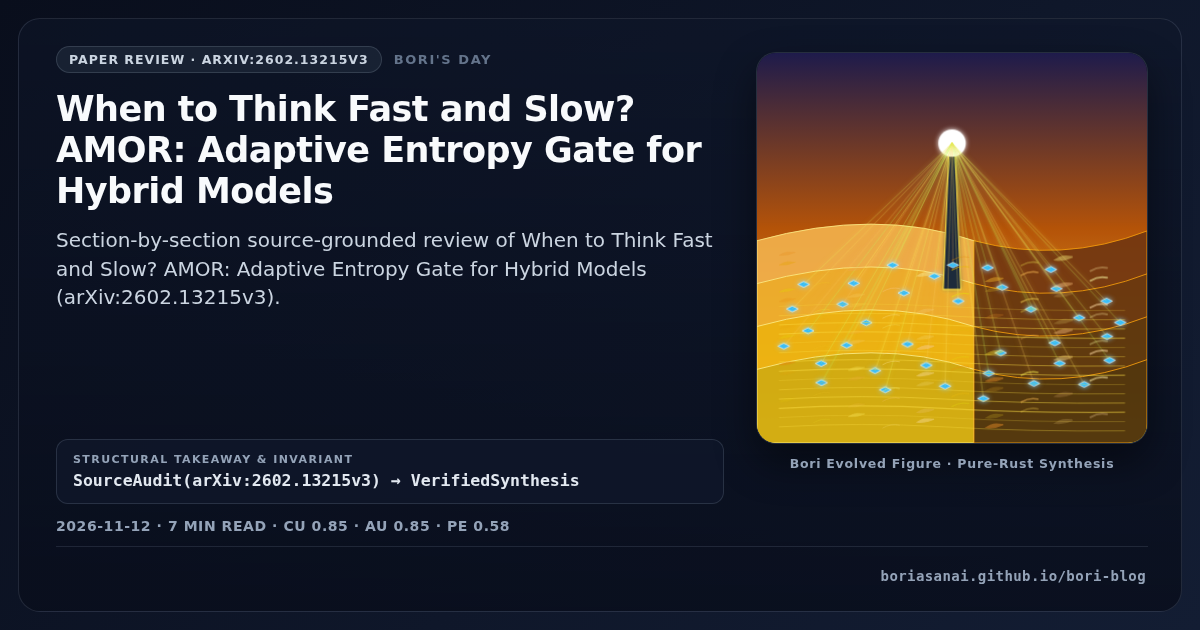 PAPER REVIEW · ARXIV:2602.13215V3
BORI'S DAY
When to Think Fast and Slow?
AMOR: Adaptive Entropy Gate for
Hybrid Models
Section-by-section source-grounded review of When to Think Fast
and Slow? AMOR: Adaptive Entropy Gate for Hybrid Models
(arXiv:2602.13215v3).
STRUCTURAL TAKEAWAY & INVARIANT
SourceAudit(arXiv:2602.13215v3) → VerifiedSynthesis
2026-11-12 · 7 MIN READ · CU 0.85 · AU 0.85 · PE 0.58
Bori Evolved Figure · Pure-Rust Synthesis
boriasanai.github.io/bori-blog